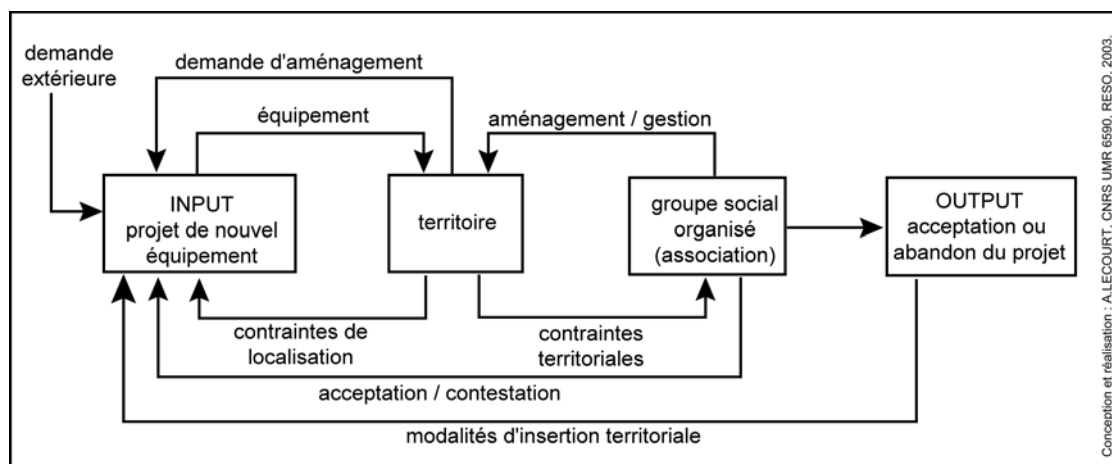 demande
extérieure
demande d'aménagement
équipement
aménagement / gestion
INPUT
projet de nouvel
équipement
territoire
groupe social
organisé
(association)
OUTPUT
acceptation ou
abandon du projet
contraintes de
localisation
contraintes
territoriales
acceptation / contestation
modalités d'insertion territoriale
Conception et réalisation : A.LECOURT, CNRS UMR 6590, RESO, 2003.